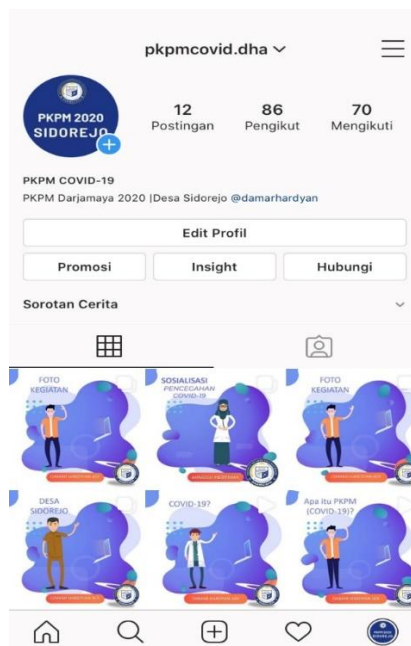 pkpmcovid.dha
PKPM 2020
SIDOREJO
12
Postingan
86
Pengikut
70
Mengikuti
PKPM COVID-19
PKPM Darjamaya 2020 |Desa Sidorejo @damarhardyan
Edit Profil
Promosi
Insight
Hubungi
Sorotan Cerita
FOTO
KEGIATAN
SOSIALISASI
PENCEGAHAN
COVID-19
FOTO
KEGIATAN
DESA
SIDOREJO
COVID-19?
Apa itu PKPM
(COVID-19)?